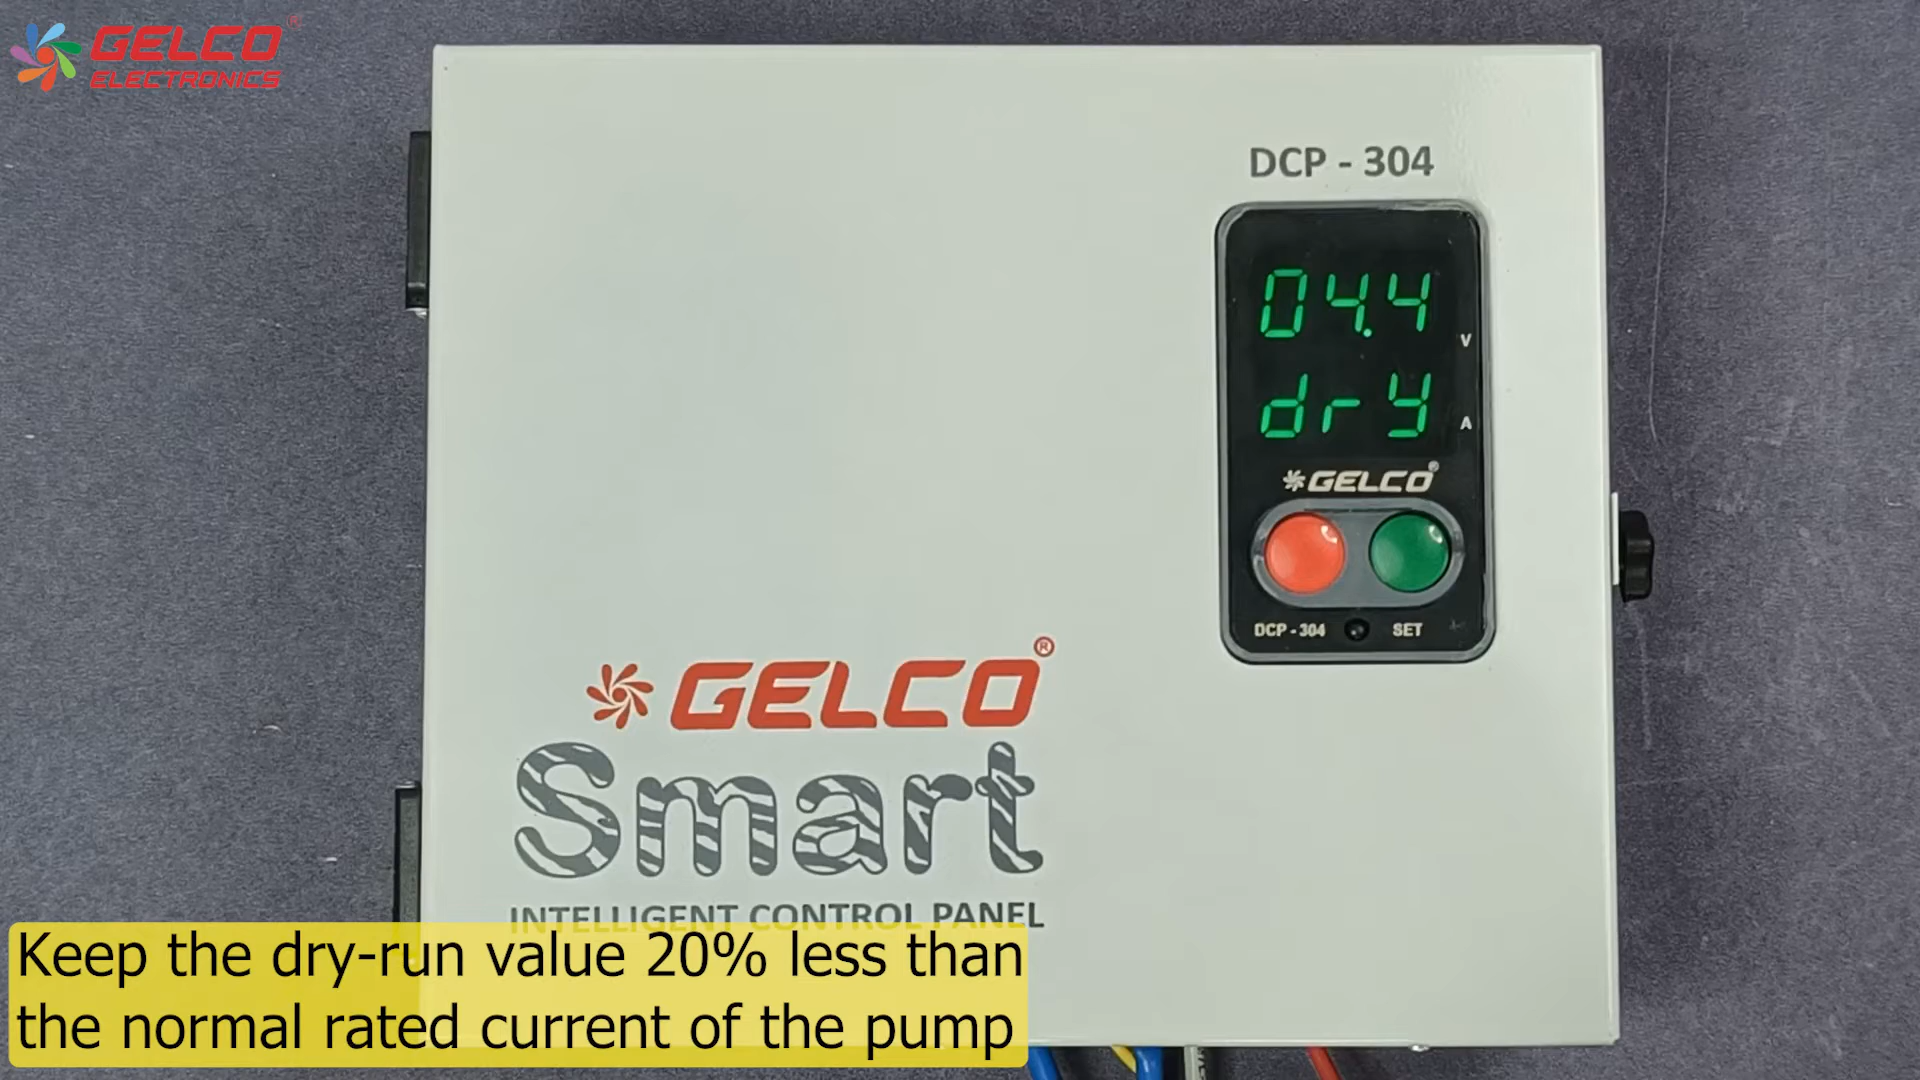 GELCO®
ELECTRONICS
DCP - 304
04.4
V
dry
A
GELCO®
DCP - 304 SET
GELCO®
Smart
INTELLIGENT CONTROL PANEL
Keep the dry-run value 20% less than
the normal rated current of the pump